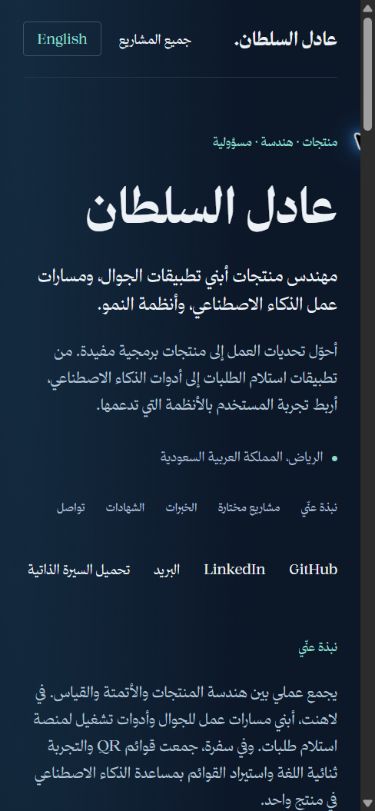 عادل السلطان.
جميع المشاريع
English
منتجات · هندسة · مسؤولية
عادل السلطان
مهندس منتجات أبني تطبيقات الجوال، ومسارات
عمل الذكاء الاصطناعي، وأنظمة النمو.
أحوّل تحديات العمل إلى منتجات برمجية مفيدة. من
تطبيقات استلام الطلبات إلى أدوات الذكاء الاصطناعي،
أربط تجربة المستخدم بالأنظمة التي تدعمها.
الرياض، المملكة العربية السعودية
نبذة عنّي مشاريع مختارة الخبرات الشهادات تواصل
GitHub LinkedIn البريد تحميل السيرة الذاتية
نبذة عنّي
يجمع عملي بين هندسة المنتجات والأتمتة والقياس. في
لاهنت، أبني مسارات عمل للجوال وأدوات تشغيل لمنصة
استلام طلبات. وفي سفرة، جمعت قوائم QR والتجربة
ثنائية اللغة واستيراد القوائم بمساعدة الذكاء الاصطناعي
في منتج واحد.